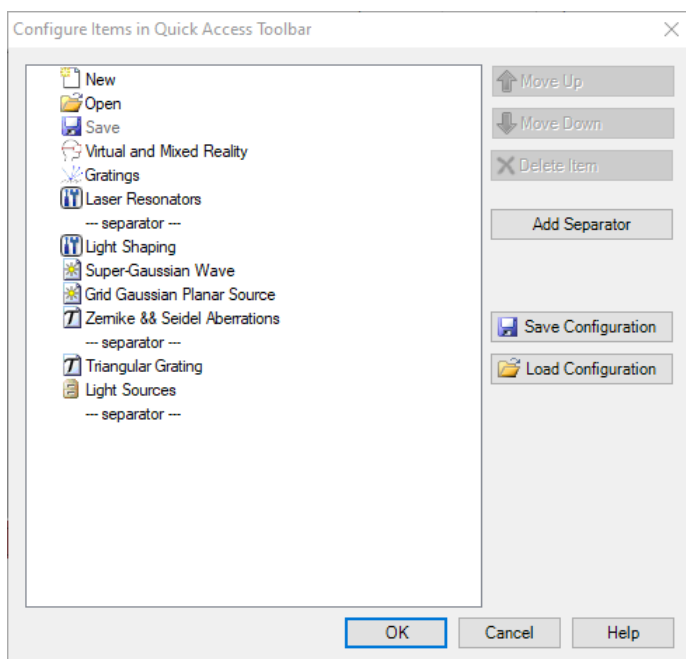 Configure Items in Quick Access Toolbar
New
Open
Save
Virtual and Mixed Reality
Gratings
Laser Resonators
--- separator ---
Light Shaping
Super-Gaussian Wave
Grid Gaussian Planar Source
Zernike && Seidel Aberrations
--- separator ---
Triangular Grating
Light Sources
--- separator ---
Move Up
Move Down
Delete Item
Add Separator
Save Configuration
Load Configuration
OK
Cancel
Help